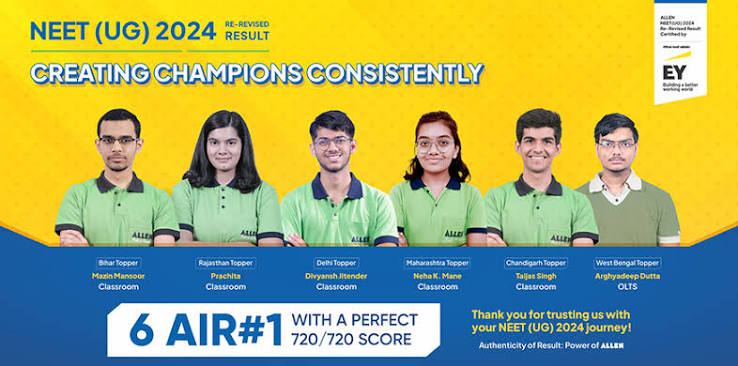 NEET (UG) 2024
RE-REVISED
RESULT
CREATING CHAMPIONS CONSISTENTLY
ALLEN
NEET(UG) 2024
Re-Revised Result
Certified by
EY
Building a better
working world
ALLEN
ALLEN
ALLEN
ALLEN
Bihar Topper
Mazin Mansoor
Classroom
Rajasthan Topper
Prachita
Classroom
Delhi Topper
Divyansh Jitender
Classroom
Maharashtra Topper
Neha K. Mane
Classroom
Chandigarh Topper
Taijas Singh
Classroom
West Bengal Topper
Arghyadeep Dutta
OLTS
6 AIR#1
WITH A PERFECT
720/720 SCORE
Thank you for trusting us with
your NEET (UG) 2024 journey!
Authenticity of Result: Power of ALLEN